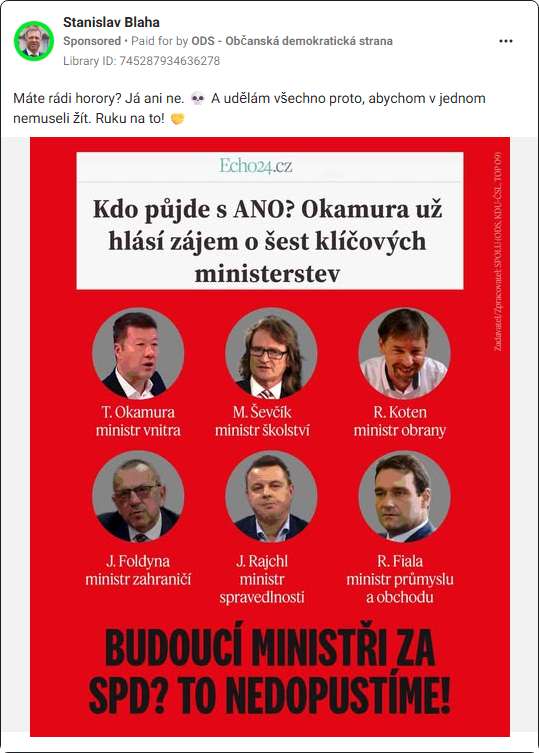 Stanislav Blaha
Sponsored • Paid for by ODS - Občanská demokratická strana
Library ID: 745287934636278
Máte rádi horory? Já ani ne. 💀 A udělám všechno proto, abychom v jednom
nemuseli žít. Ruku na to! 🤝
Echo24.cz
Kdo půjde s ANO? Okamura už
hlásí zájem o šest klíčových
ministerstev
Zadavatel/Zpracovatel: SPOLU (ODS, KDU-ČSL, TOP 09)
T. Okamura
ministr vnitra
M. Ševčík
ministr školství
R. Koten
ministr obrany
J. Foldyna
ministr zahraničí
J. Rajchl
ministr
spravedlnosti
R. Fiala
ministr průmyslu
a obchodu
BUDOUCÍ MINISTŘI ZA
SPD? TO NEDOPUSTÍME!